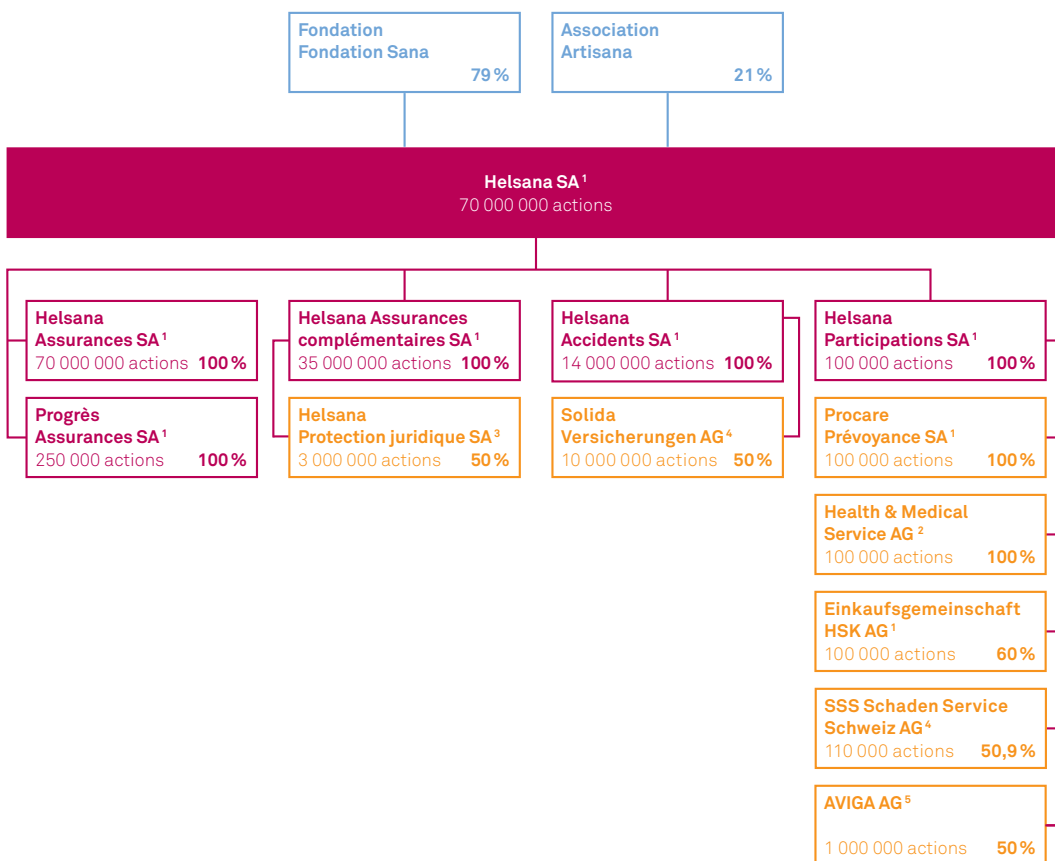 Fondation
Fondation Sana
79 %
Association
Artisana
21 %
Helsana SA ¹
70 000 000 actions
Helsana
Assurances SA ¹
70 000 000 actions 100 %
Progrès
Assurances SA ¹
250 000 actions 100 %
Helsana Assurances
complémentaires SA ¹
35 000 000 actions 100 %
Helsana
Protection juridique SA ³
3 000 000 actions 50 %
Helsana
Accidents SA ¹
14 000 000 actions 100 %
Solida
Versicherungen AG ⁴
10 000 000 actions 50 %
Helsana
Participations SA ¹
100 000 actions 100 %
Procare
Prévoyance SA ¹
100 000 actions 100 %
Health & Medical
Service AG ²
100 000 actions 100 %
Einkaufsgemeinschaft
HSK AG ¹
100 000 actions 60 %
SSS Schaden Service
Schweiz AG ⁴
110 000 actions 50,9 %
AVIGA AG ⁵
1 000 000 actions 50 %